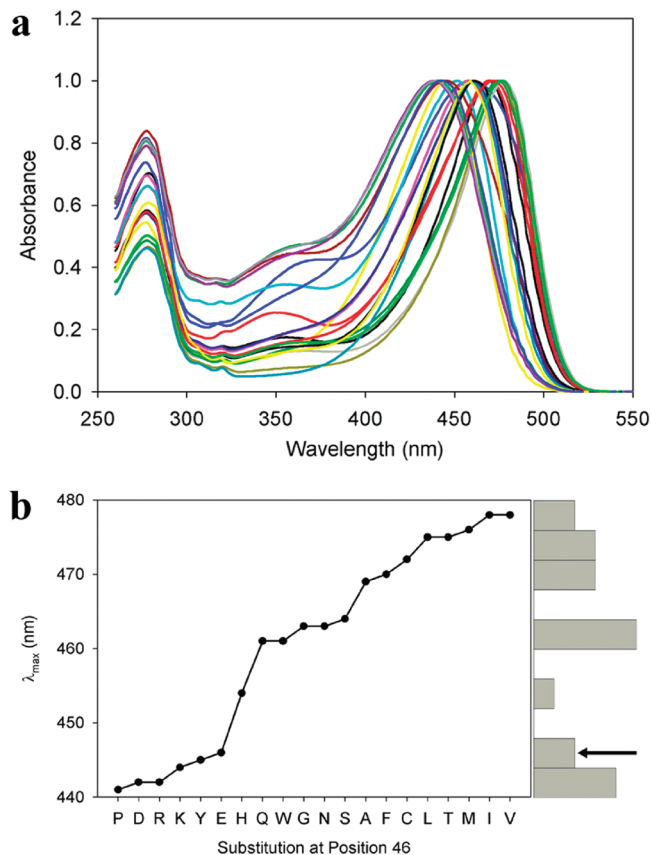 a
1.2
1.0
0.8
0.6
0.4
0.2
0.0
Absorbance
250 300 350 400 450 500 550
Wavelength (nm)
b
480
470
460
450
440
λmax (nm)
P D R K Y E H Q W G N S A F C L T M I V
Substitution at Position 46